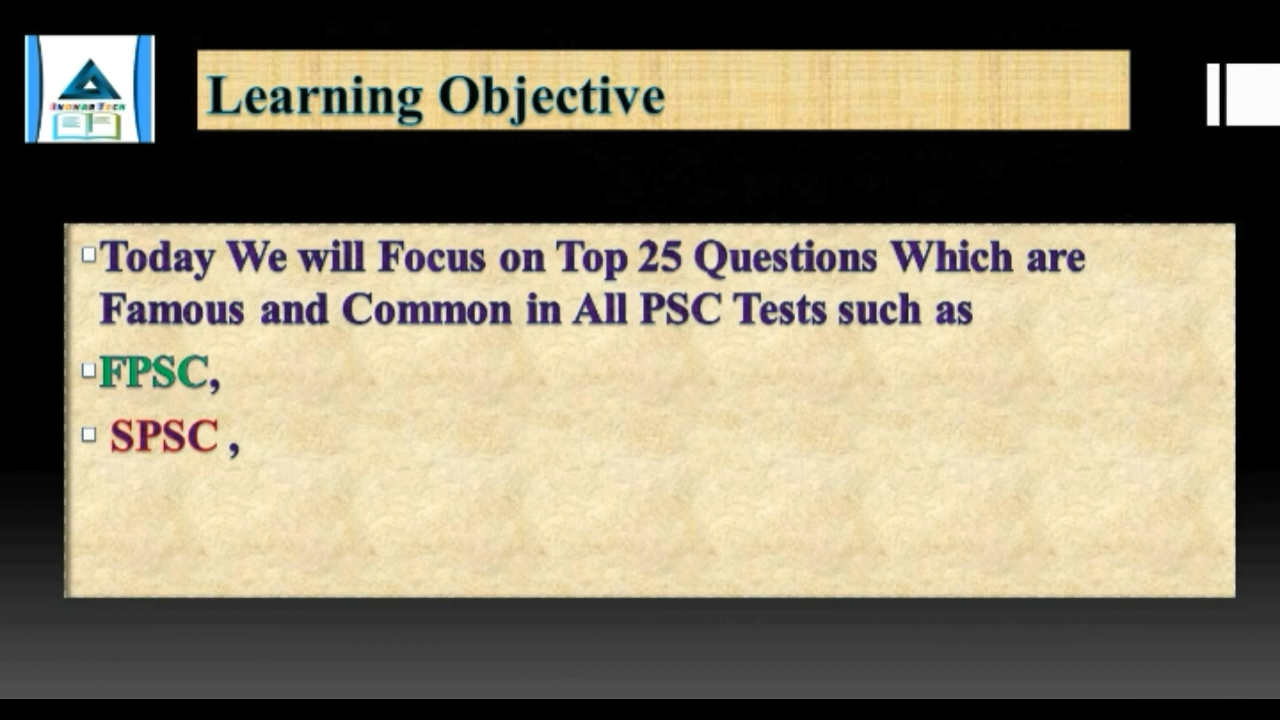 Learning Objective
Today We will Focus on Top 25 Questions Which are
Famous and Common in All PSC Tests such as
FPSC,
SPSC ,